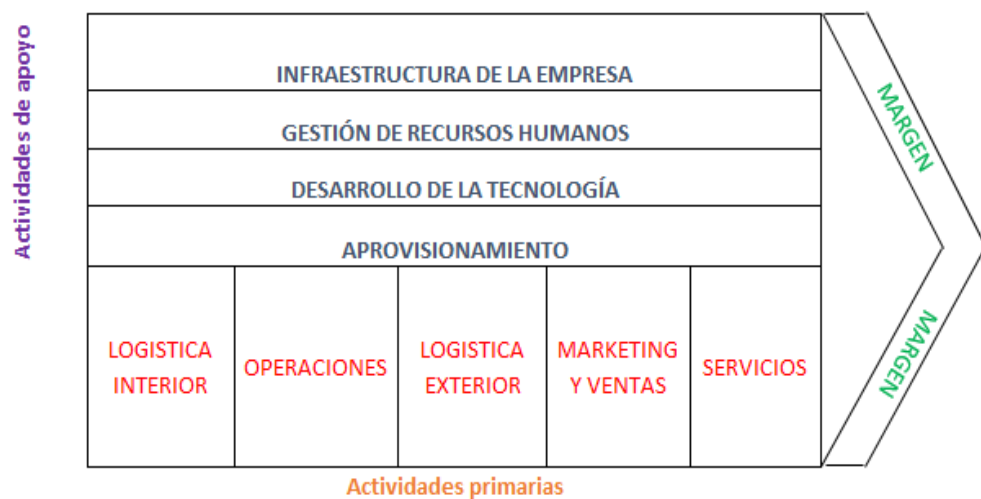 Actividades de apoyo
INFRAESTRUCTURA DE LA EMPRESA
GESTIÓN DE RECURSOS HUMANOS
DESARROLLO DE LA TECNOLOGÍA
APROVISIONAMIENTO
LOGISTICA
INTERIOR
OPERACIONES
LOGISTICA
EXTERIOR
MARKETING
Y VENTAS
SERVICIOS
MARGEN
MARGEN
Actividades primarias